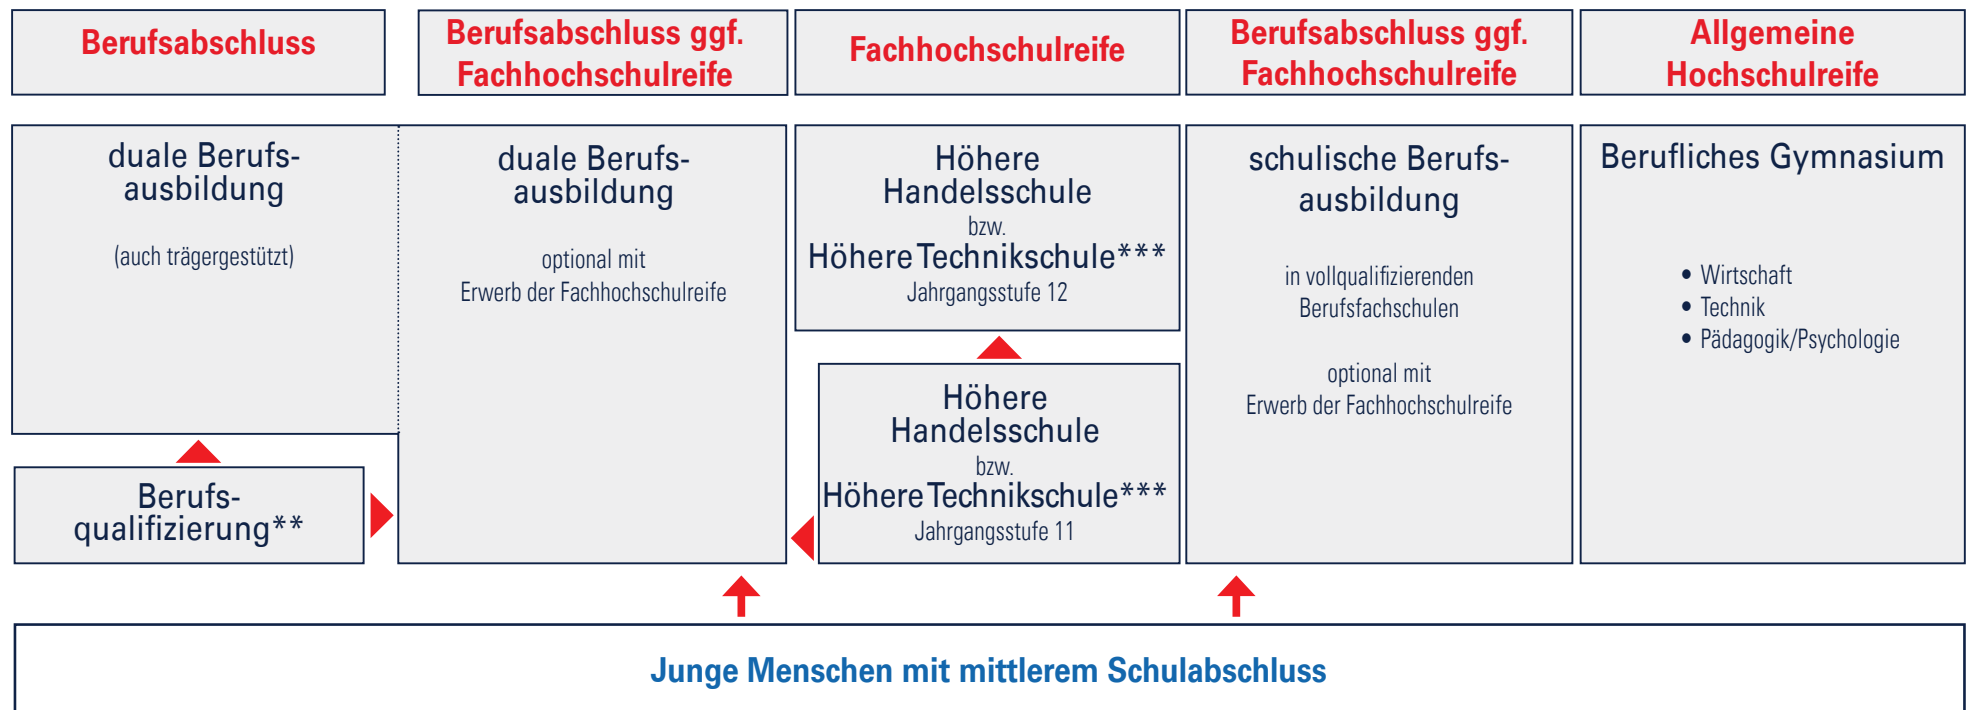 Berufsabschluss
Berufsabschluss ggf.
Fachhochschulreife
Fachhochschulreife
Berufsabschluss ggf.
Fachhochschulreife
Allgemeine
Hochschulreife
duale Berufs-
ausbildung
(auch trägergestützt)
duale Berufs-
ausbildung
optional mit
Erwerb der Fachhochschulreife
Höhere
Handelsschule
bzw.
Höhere Technikschule***
Jahrgangsstufe 12
schulische Berufs-
ausbildung
in vollqualifizierenden
Berufsfachschulen
optional mit
Erwerb der Fachhochschulreife
Berufliches Gymnasium
• Wirtschaft
• Technik
• Pädagogik/Psychologie
Berufs-
qualifizierung**
Höhere
Handelsschule
bzw.
Höhere Technikschule***
Jahrgangsstufe 11
Junge Menschen mit mittlerem Schulabschluss